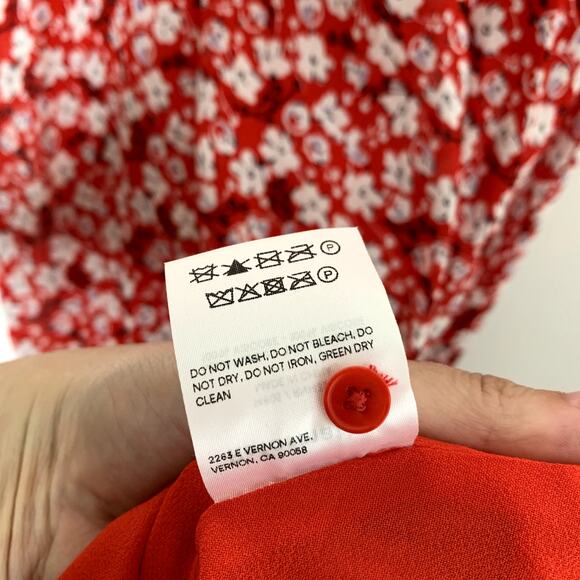 P
P
DO NOT WASH, DO NOT BLEACH, DO
NOT DRY, DO NOT IRON, GREEN DRY
CLEAN
2263 E VERNON AVE.
VERNON, CA 90058